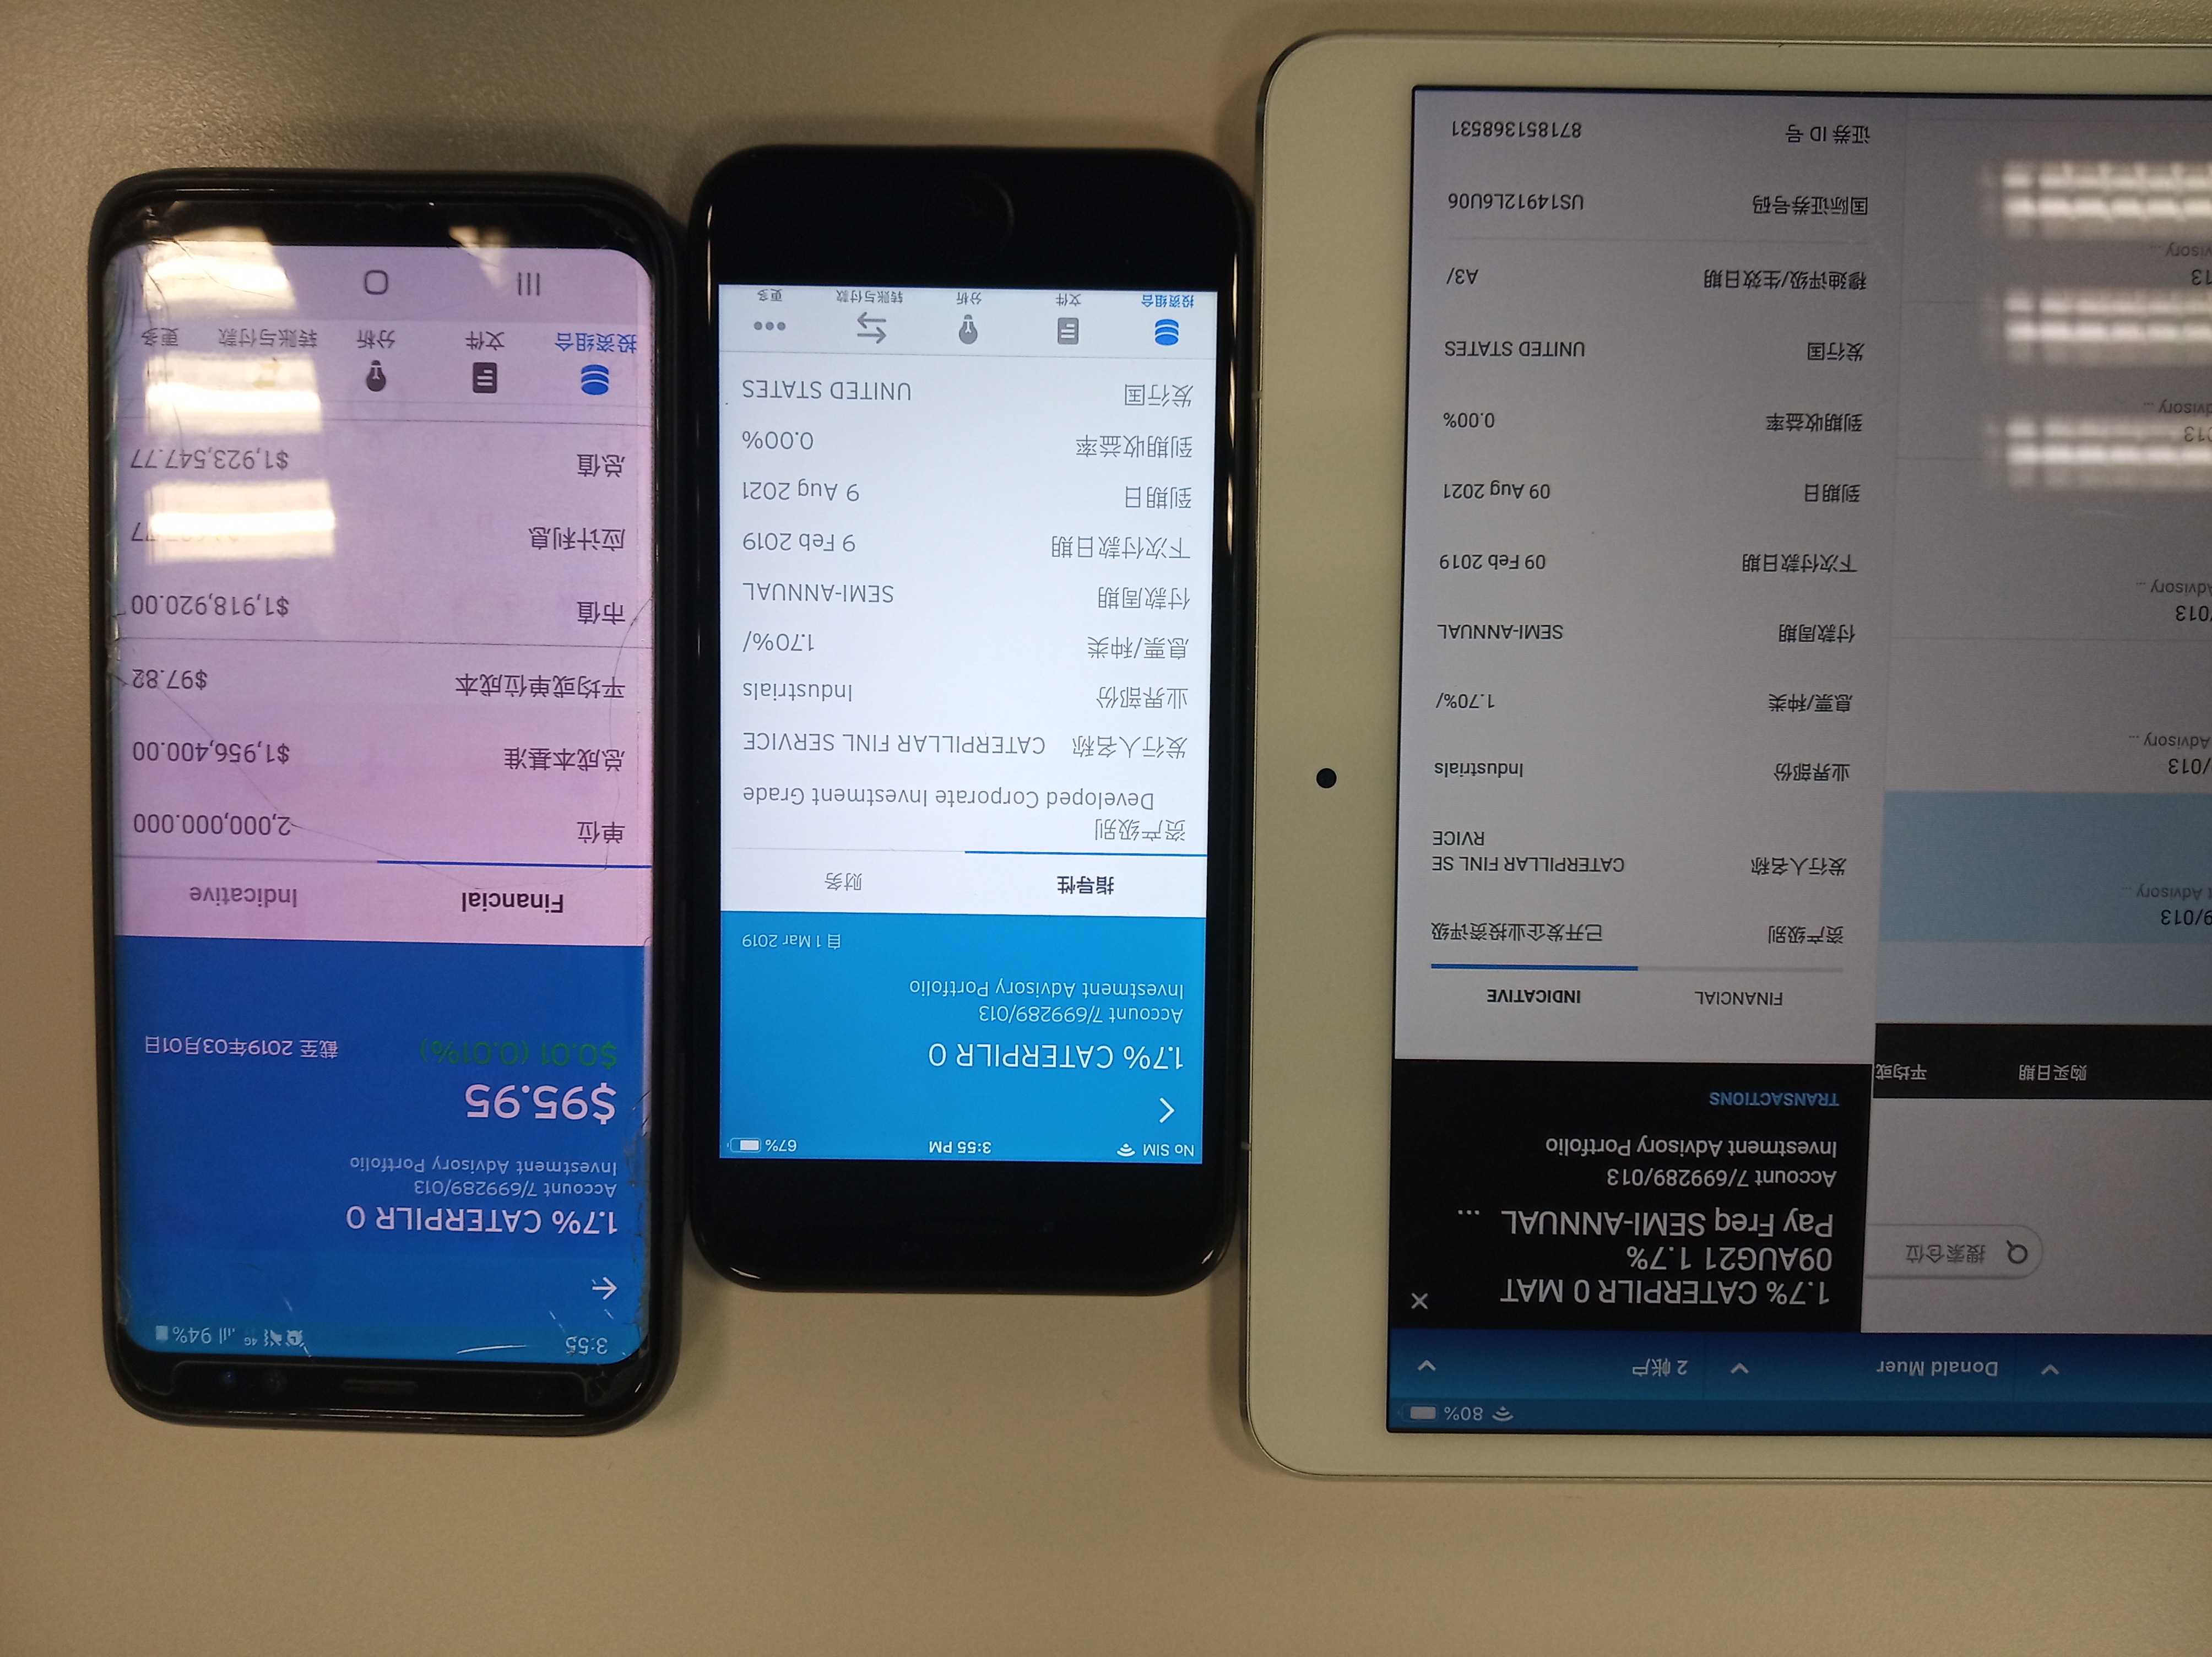 80%
Donald Muer
2 帐户
搜索仓位
购买日期
平均或
9/013
Advisory ...
/013
Advisory ...
/013
Advisory ...
013
Advisory ...
13
visory ...
1.7% CATERPILR 0 MAT
09AUG21 1.7%
Pay Freq SEMI-ANNUAL ...
Account 7/699289/013
Investment Advisory Portfolio
TRANSACTIONS
FINANCIAL INDICATIVE
资产级别 已开发企业投资评级
发行人名称 CATERPILLAR FINL SE
RVICE
业界部份 Industrials
息票/种类 1.70%/
付款周期 SEMI-ANNUAL
下次付款日期 09 Feb 2019
到期日 09 Aug 2021
到期收益率 0.00%
发行国 UNITED STATES
穆迪评级/生效日期 A3/
国际证券号码 US14912L6U06
证券 ID 号 871851368531
No SIM 3:55 PM 67%
1.7% CATERPILR 0
Account 7/699289/013
Investment Advisory Portfolio
自 1 Mar 2019
指导性 财务
资产级别
Developed Corporate Investment Grade
发行人名称 CATERPILLAR FINL SERVICE
业界部份 Industrials
息票/种类 1.70%/
付款周期 SEMI-ANNUAL
下次付款日期 9 Feb 2019
到期日 9 Aug 2021
到期收益率 0.00%
发行国 UNITED STATES
投资组合 文件 分析 转账与付款 更多
3:55 4G 94%
1.7% CATERPILR 0
Account 7/699289/013
Investment Advisory Portfolio
$95.95
$0.01 (0.01%) 截至 2019年03月01日
Financial Indicative
单位 2,000,000.000
总成本基准 $1,956,400.00
平均或单位成本 $97.82
市值 $1,918,920.00
应计利息
总值 $1,923,547.77
投资组合 文件 分析 转账与付款 更多